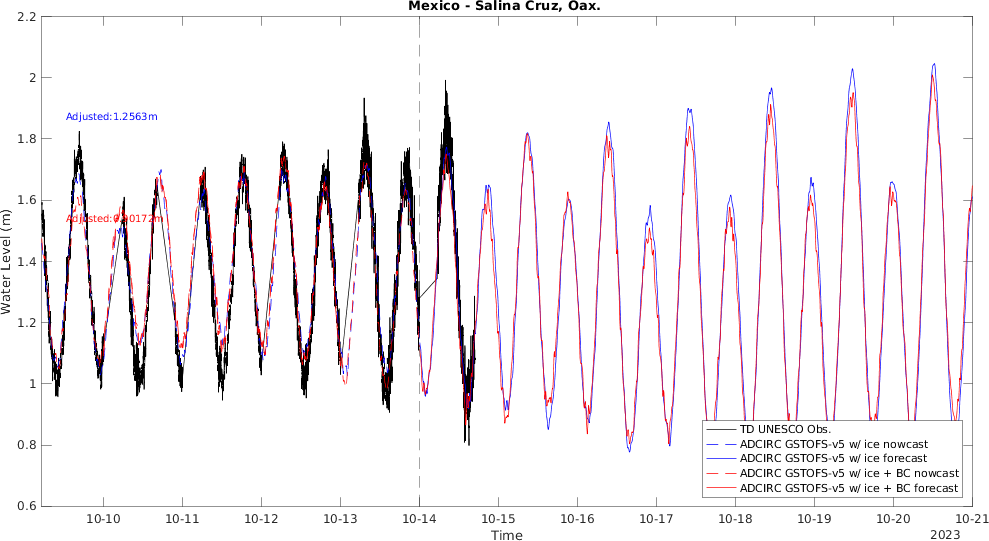 Mexico - Salina Cruz, Oax.
2.2
2
1.8
1.6
1.4
1.2
1
0.8
0.6
Water Level (m)
Adjusted:1.2563m
Adjusted:0.00172m
TD UNESCO Obs.
ADCIRC GSTOFS-v5 w/ ice nowcast
ADCIRC GSTOFS-v5 w/ ice forecast
ADCIRC GSTOFS-v5 w/ ice + BC nowcast
ADCIRC GSTOFS-v5 w/ ice + BC forecast
10-10 10-11 10-12 10-13 10-14 10-15 10-16 10-17 10-18 10-19 10-20 10-21
Time
2023